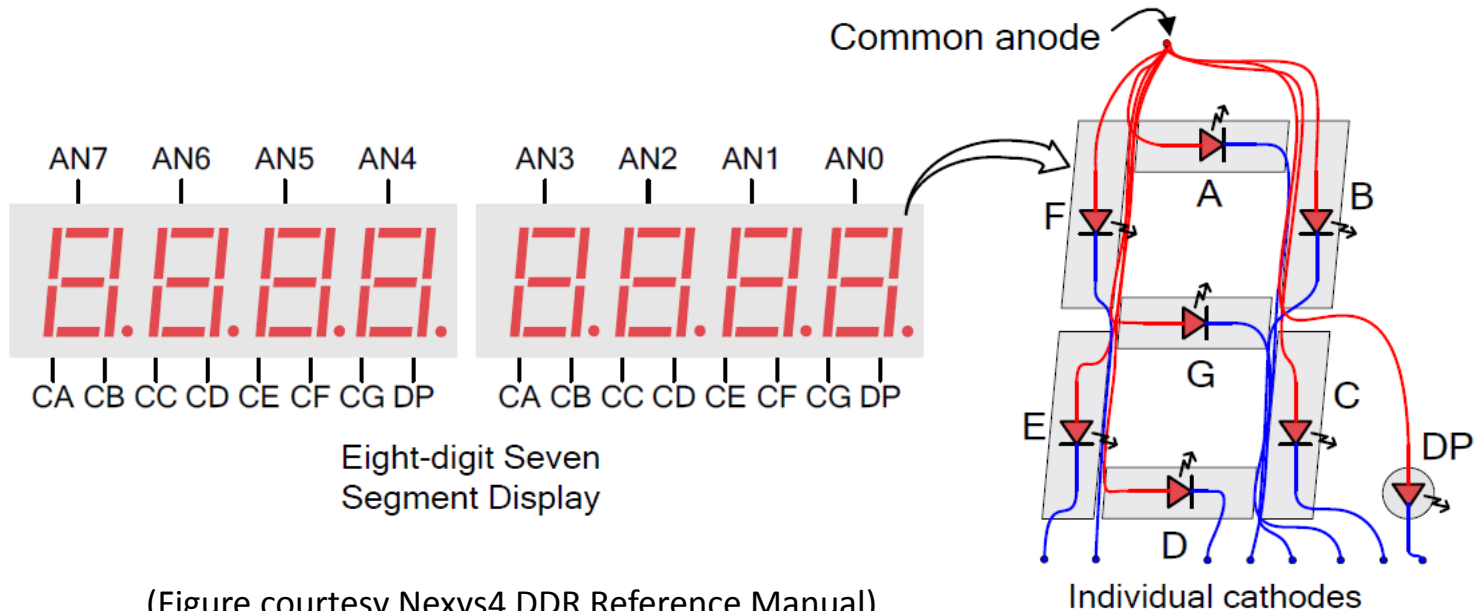 Common anode
AN7 AN6 AN5 AN4 AN3 AN2 AN1 AN0
A
F
B
G
E
C
DP
D
CA CB CC CD CE CF CG DP CA CB CC CD CE CF CG DP
Eight-digit Seven
Segment Display
Individual cathodes
(Figure courtesy Nexys4 DDR Reference Manual)